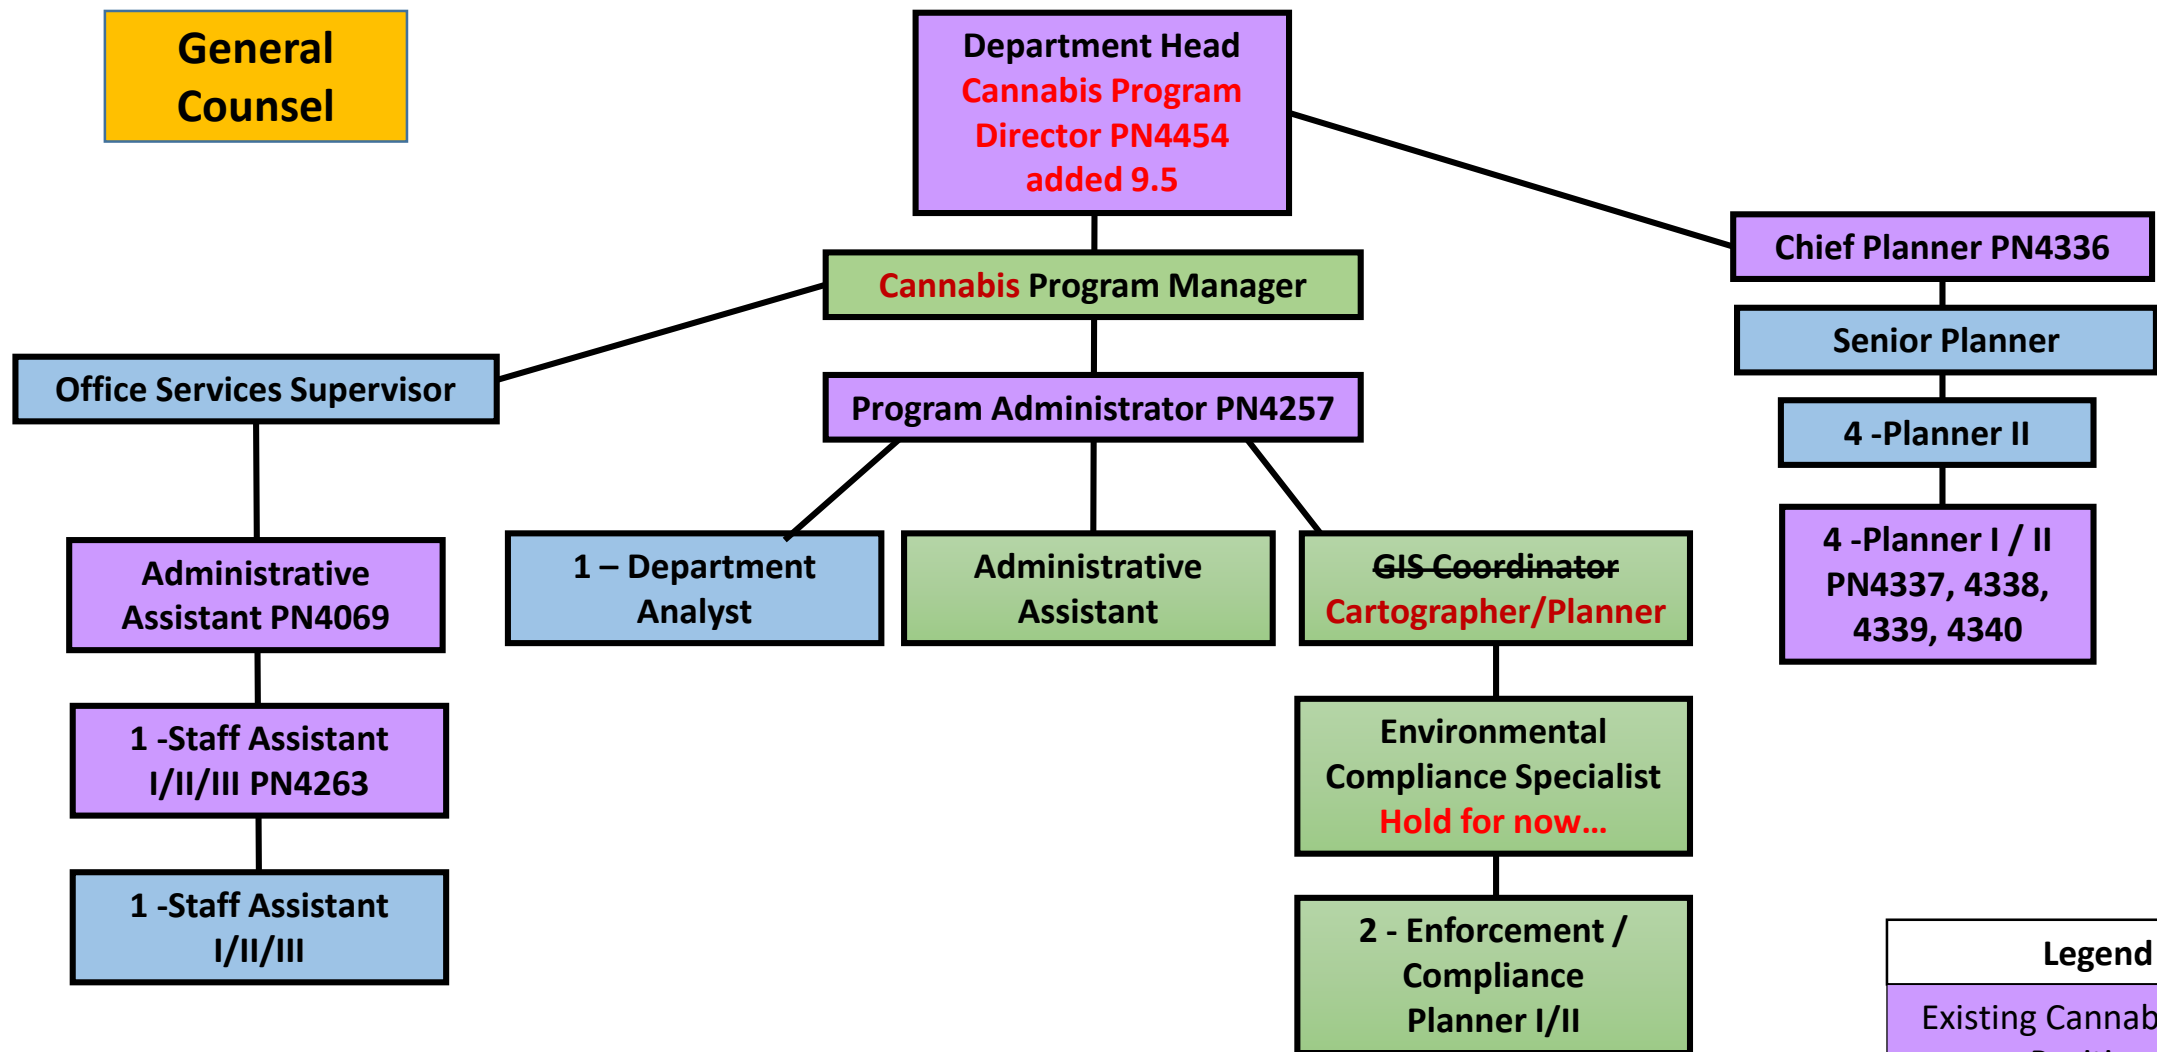 General
Counsel
Department Head
Cannabis Program
Director PN4454
added 9.5
Chief Planner PN4336
Cannabis Program Manager
Senior Planner
Office Services Supervisor
Program Administrator PN4257
4 -Planner II
4 -Planner I / II
PN4337, 4338,
4339, 4340
Administrative
Assistant PN4069
1 – Department
Analyst
Administrative
Assistant
GIS Coordinator
Cartographer/Planner
1 -Staff Assistant
I/II/III PN4263
Environmental
Compliance Specialist
Hold for now...
1 -Staff Assistant
I/II/III
2 - Enforcement /
Compliance
Planner I/II
Legend
Existing